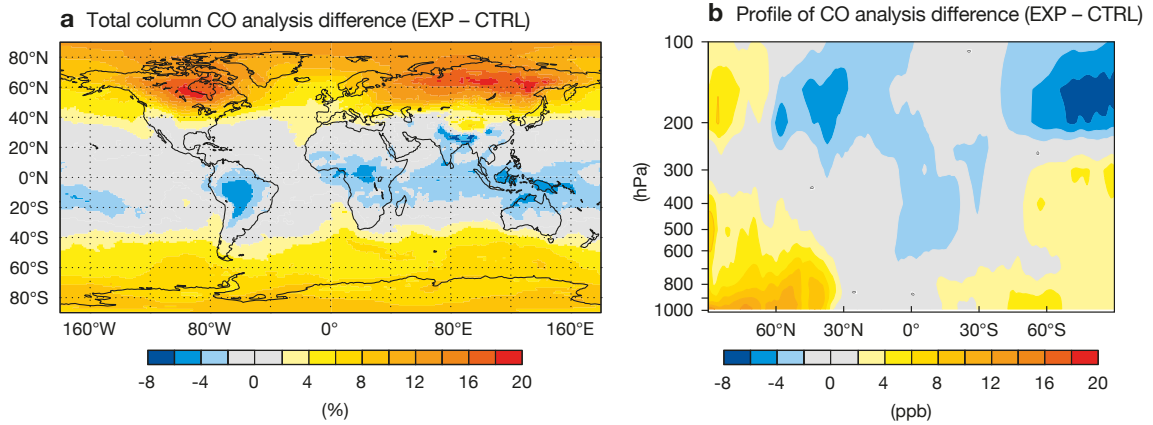 a Total column CO analysis difference (EXP – CTRL)
80°N
60°N
40°N
20°N
0°N
20°S
40°S
60°S
80°S
160°W 80°W 0° 80°E 160°E
-8 -4 0 4 8 12 16 20
(%)
b Profile of CO analysis difference (EXP – CTRL)
100
200
300
400
500
600
800
1000
(hPa)
60°N 30°N 0° 30°S 60°S
-8 -4 0 4 8 12 16 20
(ppb)